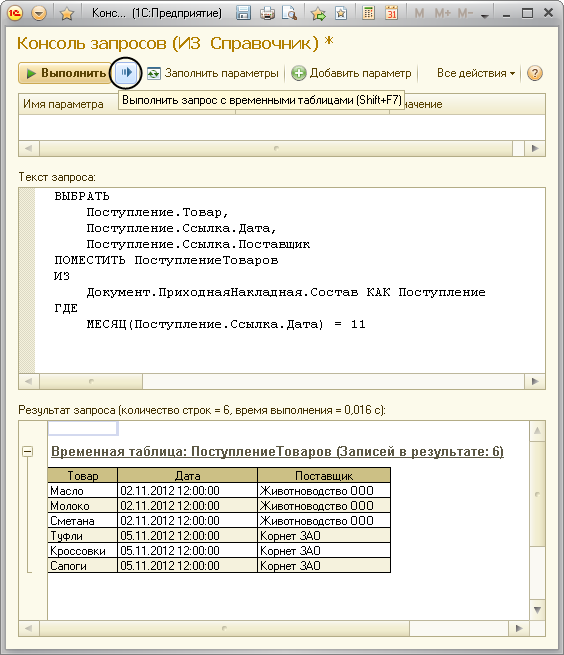 Конс... (1С:Предприятие)
M M+ M-
Консоль запросов (ИЗ Справочник) *
Выполнить Заполнить параметры Добавить параметр Все действия ?
Выполнить запрос с временными таблицами (Shift+F7)
Имя параметра начение
Текст запроса:
ВЫБРАТЬ
Поступление.Товар,
Поступление.Ссылка.Дата,
Поступление.Ссылка.Поставщик
ПОМЕСТИТЬ ПоступлениеТоваров
ИЗ
Документ.ПриходнаяНакладная.Состав КАК Поступление
ГДЕ
МЕСЯЦ(Поступление.Ссылка.Дата) = 11
Результат запроса (количество строк = 6, время выполнения = 0,016 с):
Временная таблица: ПоступлениеТоваров (Записей в результате: 6)
Товар Дата Поставщик
Масло 02.11.2012 12:00:00 Животноводство ООО
Молоко 02.11.2012 12:00:00 Животноводство ООО
Сметана 02.11.2012 12:00:00 Животноводство ООО
Туфли 05.11.2012 12:00:00 Корнет ЗАО
Кроссовки 05.11.2012 12:00:00 Корнет ЗАО
Сапоги 05.11.2012 12:00:00 Корнет ЗАО